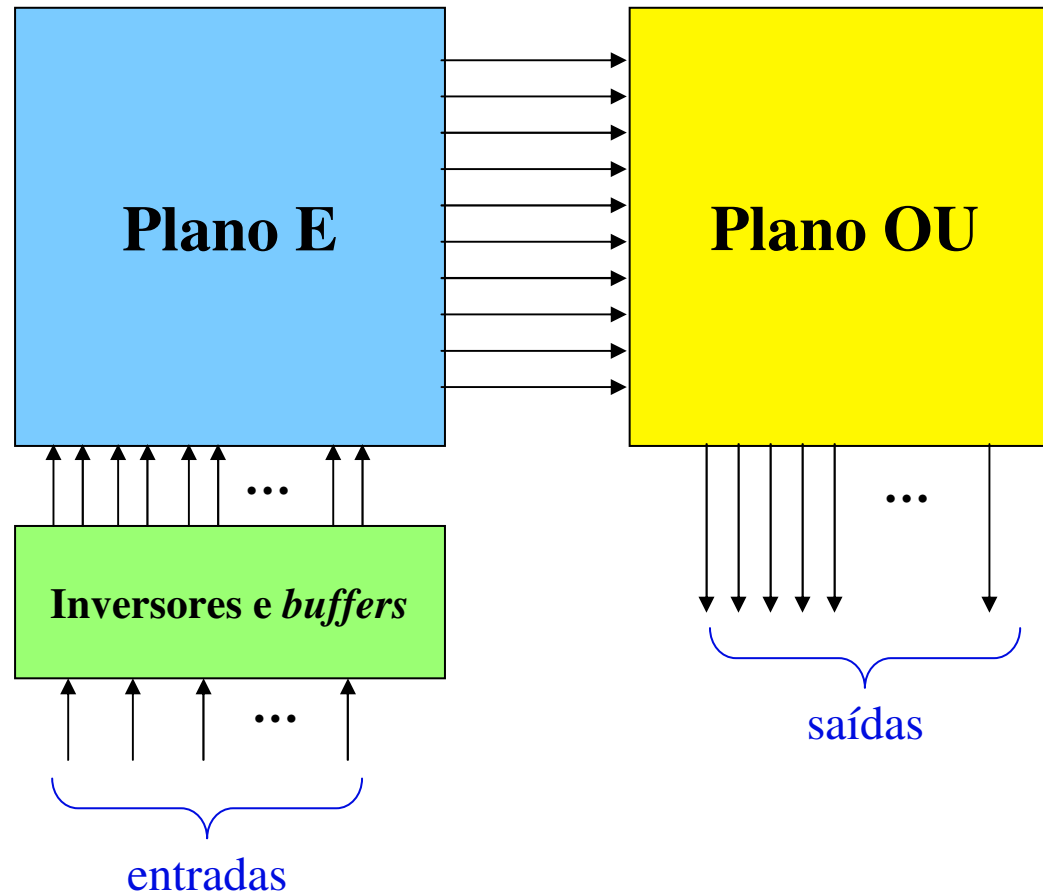 Plano E
Plano OU
...
...
Inversores e buffers
...
saídas
entradas